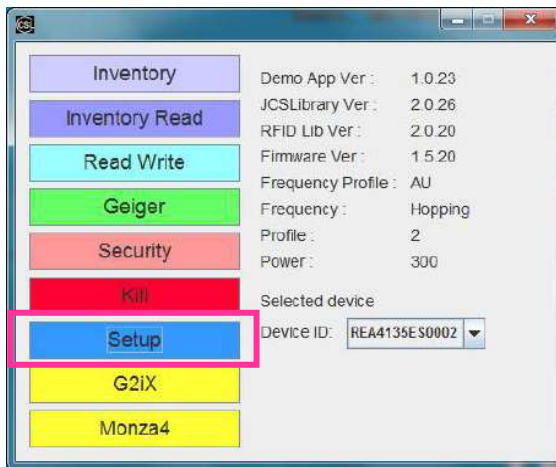 CSL
Inventory
Inventory Read
Read Write
Geiger
Security
Kill
Setup
G2iX
Monza4
Demo App Ver : 1.0.23
JCSLibrary Ver : 2.0.26
RFID Lib Ver : 2.0.20
Firmware Ver : 1.5.20
Frequency Profile : AU
Frequency : Hopping
Profile : 2
Power : 300
Selected device
Device ID: REA4135ES0002